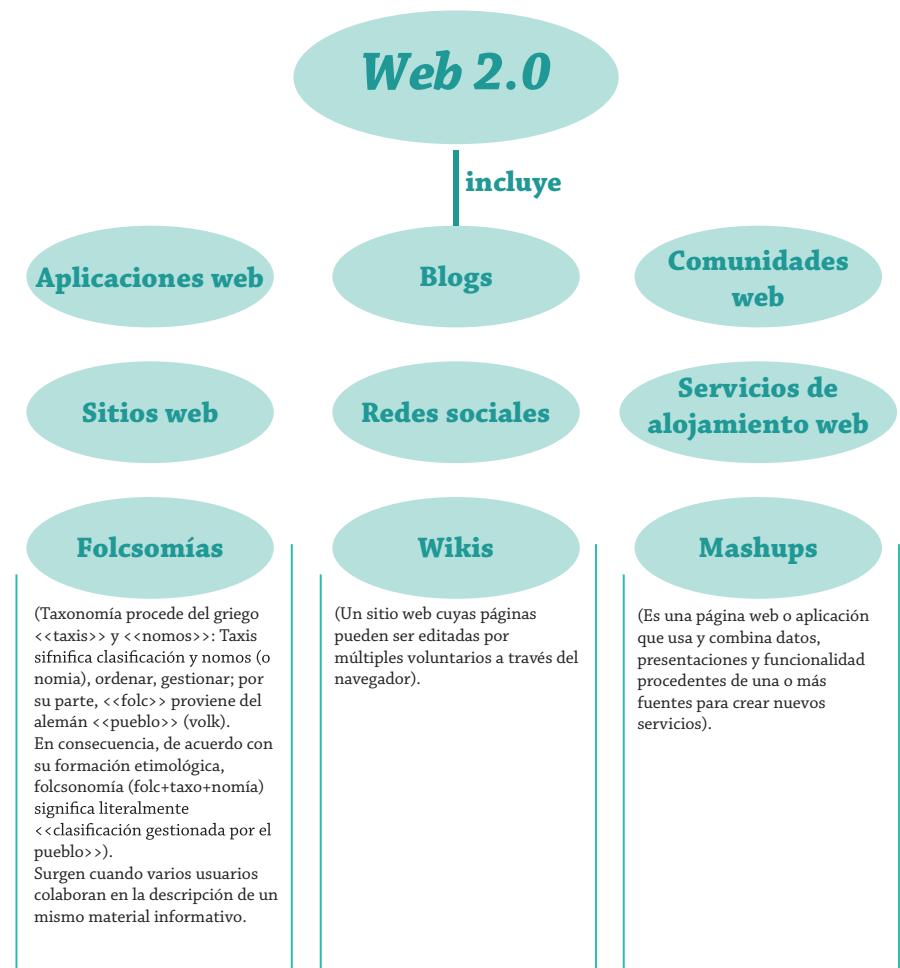 Web 2.0
incluye
Aplicaciones web
Blogs
Comunidades
web
Sitios web
Redes sociales
Servicios de
alojamiento web
Folcsomías
(Taxonomía procede del griego
<<taxis>> y <<nomos>>: Taxis
sifnifica clasificación y nomos (o
nomia), ordenar, gestionar; por
su parte, <<folc>> proviene del
alemán <<pueblo>> (volk).
En consecuencia, de acuerdo con
su formación etimológica,
folcsonomía (folc+taxo+nomía)
significa literalmente
<<clasificación gestionada por el
pueblo>>).
Surgen cuando varios usuarios
colaboran en la descripción de un
mismo material informativo.
Wikis
(Un sitio web cuyas páginas
pueden ser editadas por
múltiples voluntarios a través del
navegador).
Mashups
(Es una página web o aplicación
que usa y combina datos,
presentaciones y funcionalidad
procedentes de una o más
fuentes para crear nuevos
servicios).